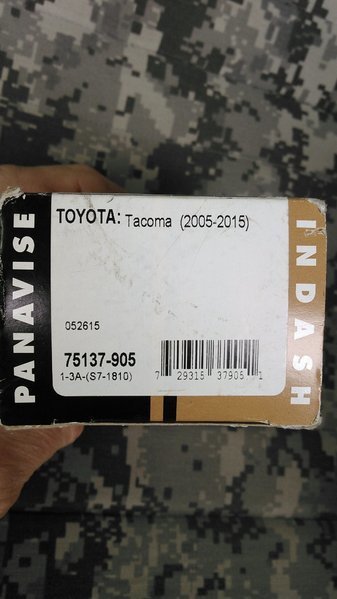 PANAVISE
TOYOTA: Tacoma (2005-2015)
052615
75137-905
1-3A-(S7-1810)
7 29315 37905 1
INDASH